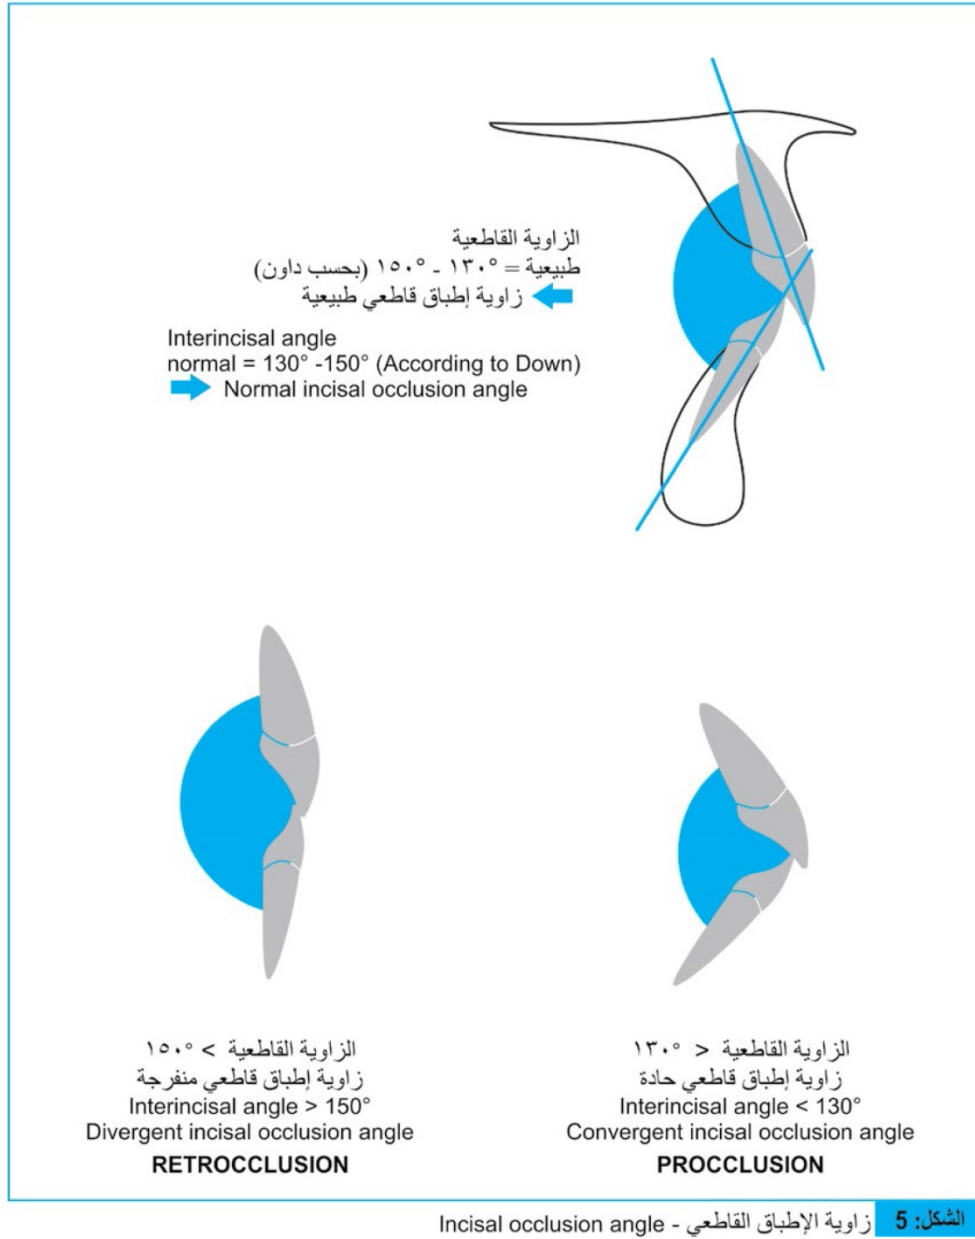 الزاوية القاطعية
طبيعية = ١٣٠° - ١٥٠° (بحسب داون)
زاوية إطباق قاطعي طبيعية
Interincisal angle
normal = 130° -150° (According to Down)
Normal incisal occlusion angle
الزاوية القاطعية > ١٥٠°
زاوية إطباق قاطعي منفرجة
Interincisal angle > 150°
Divergent incisal occlusion angle
RETROCCLUSION
الزاوية القاطعية < ١٣٠°
زاوية إطباق قاطعي حادة
Interincisal angle < 130°
Convergent incisal occlusion angle
PROCCLUSION
الشكل: 5 زاوية الإطباق القاطعي - Incisal occlusion angle